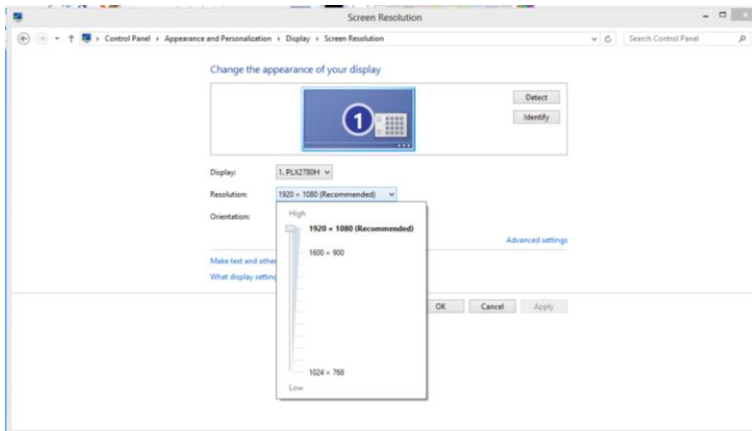 Screen Resolution
Control Panel › Appearance and Personalization › Display › Screen Resolution
Search Control Panel
Change the appearance of your display
1
Detect
Identify
Display: 1. PLX2780H
Resolution: 1920 × 1080 (Recommended)
Orientation:
High
1920 × 1080 (Recommended)
1600 × 900
Advanced settings
Make text and other
What display setting
OK Cancel Apply
1024 × 768
Low